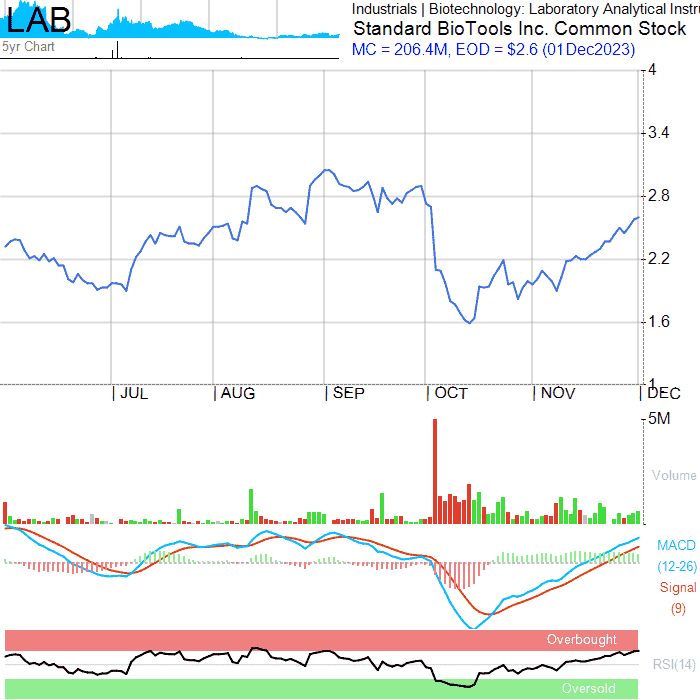 LAB
5yr Chart
Industrials | Biotechnology: Laboratory Analytical Instru
Standard BioTools Inc. Common Stock
MC = 206.4M, EOD = $2.6 (01Dec2023)
4
3.4
2.8
2.2
1.6
1
JUL AUG SEP OCT NOV DEC
5M
Volume
MACD
(12-26)
Signal
(9)
Overbought
RSI(14)
Oversold